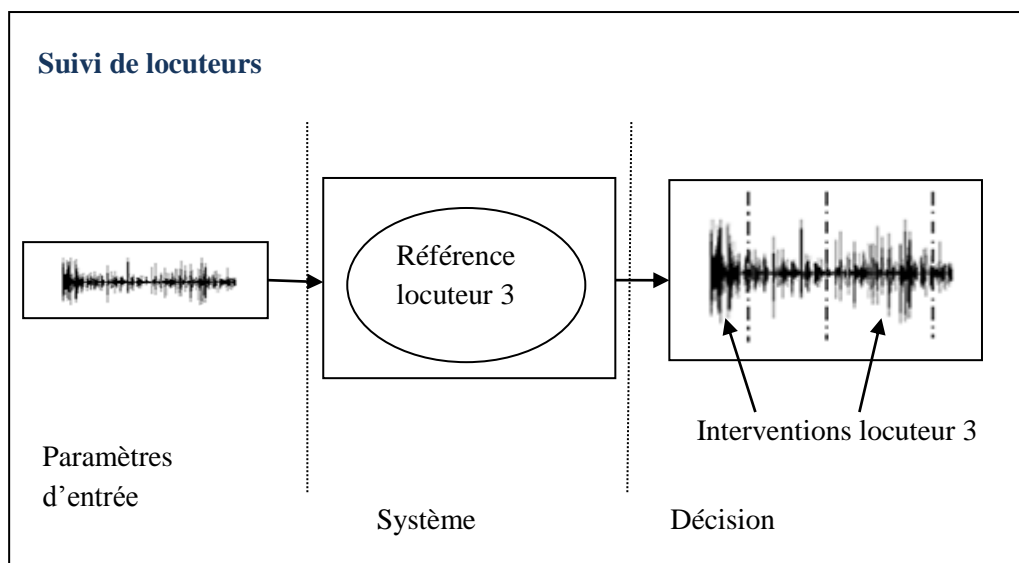 Suivi de locuteurs
Référence
locuteur 3
Interventions locuteur 3
Paramètres
d’entrée
Système
Décision